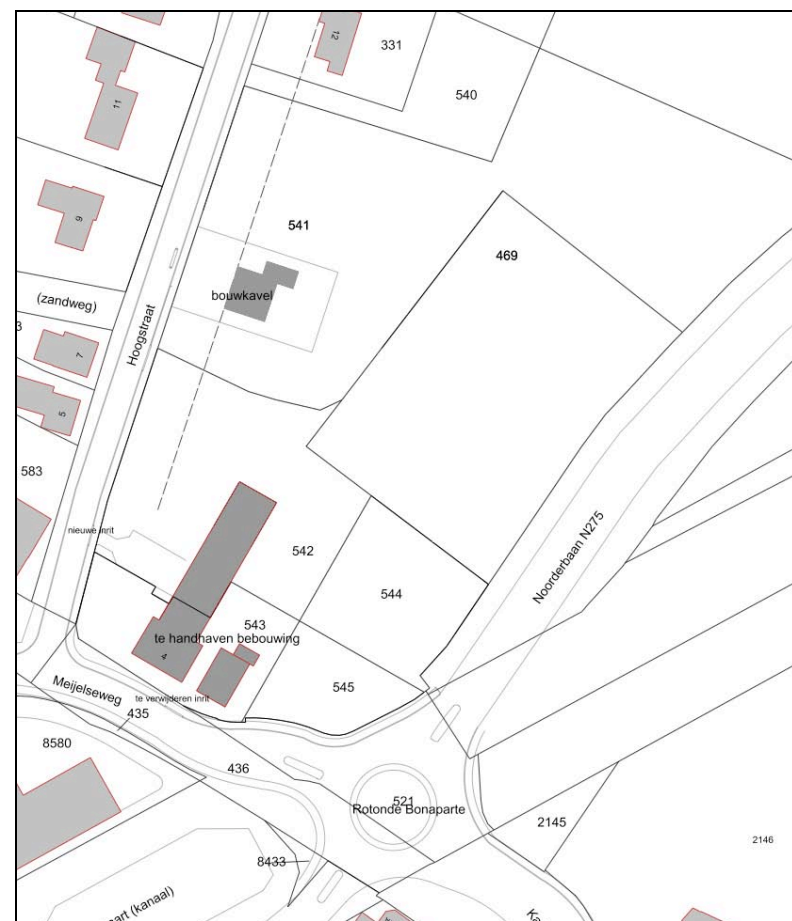 12
331
540
11
9
541
469
bouwkavel
(zandweg)
Hoogstraat
3
7
5
583
nieuwe inrit
542
Noorderbaan N275
544
543
te handhaven bebouwing
4
545
Meijelseweg
te verwijderen inrit
435
8580
436
521
Rotonde Bonaparte
2145
2146
8433
art (kanaal)